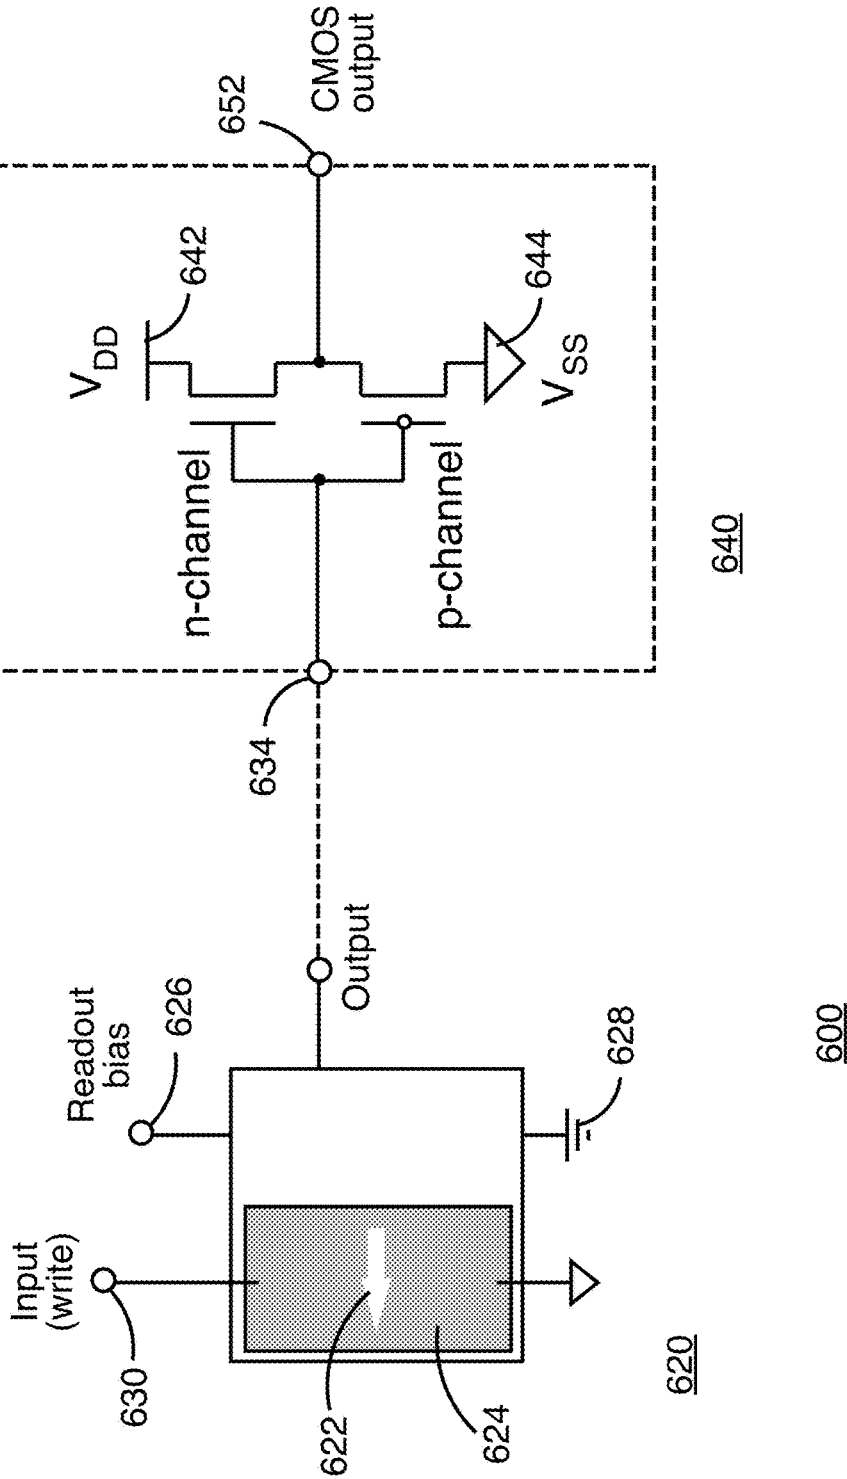 Input
(write)
630
Readout
bias
626
622
624
628
Output
620
634
n-channel
p-channel
V DD
642
V SS
644
652
CMOS
output
640
600